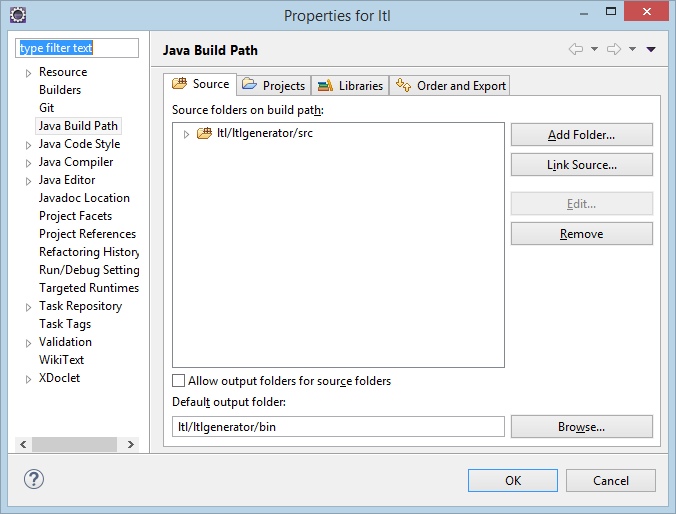 Properties for ltl
type filter text
Resource
Builders
Git
Java Build Path
Java Code Style
Java Compiler
Java Editor
Javadoc Location
Project Facets
Project References
Refactoring History
Run/Debug Setting
Targeted Runtimes
Task Repository
Task Tags
Validation
WikiText
XDoclet
Java Build Path
Source Projects Libraries Order and Export
Source folders on build path:
ltl/ltlgenerator/src
Add Folder...
Link Source...
Edit...
Remove
Allow output folders for source folders
Default output folder:
ltl/ltlgenerator/bin
Browse...
?
OK Cancel